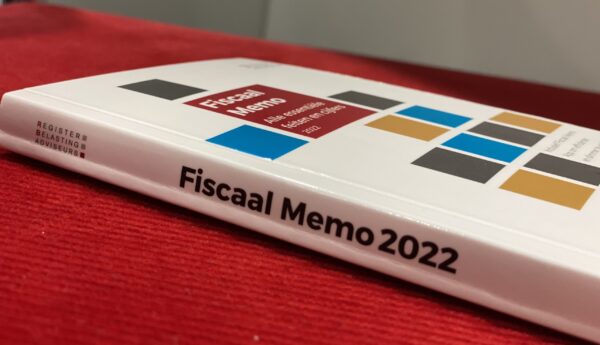 Fiscaal
Memo
Alle essentiële
feiten en cijfers
2022
REGISTER
BELASTING
ADVISEURS
Fiscaal Memo 2022